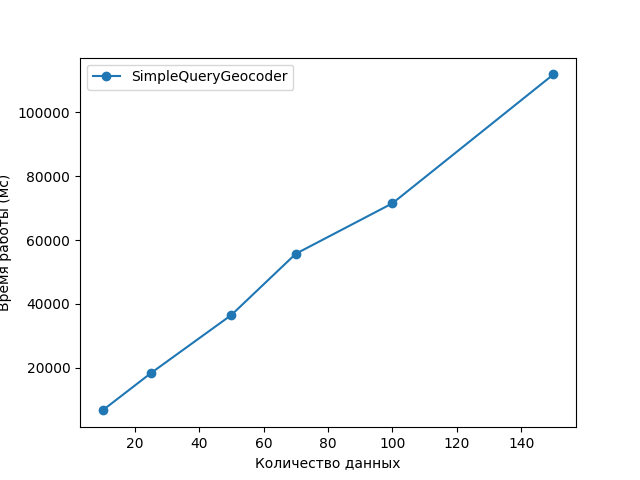 SimpleQueryGeocoder
100000
80000
60000
40000
20000
Время работы (мс)
20 40 60 80 100 120 140
Количество данных